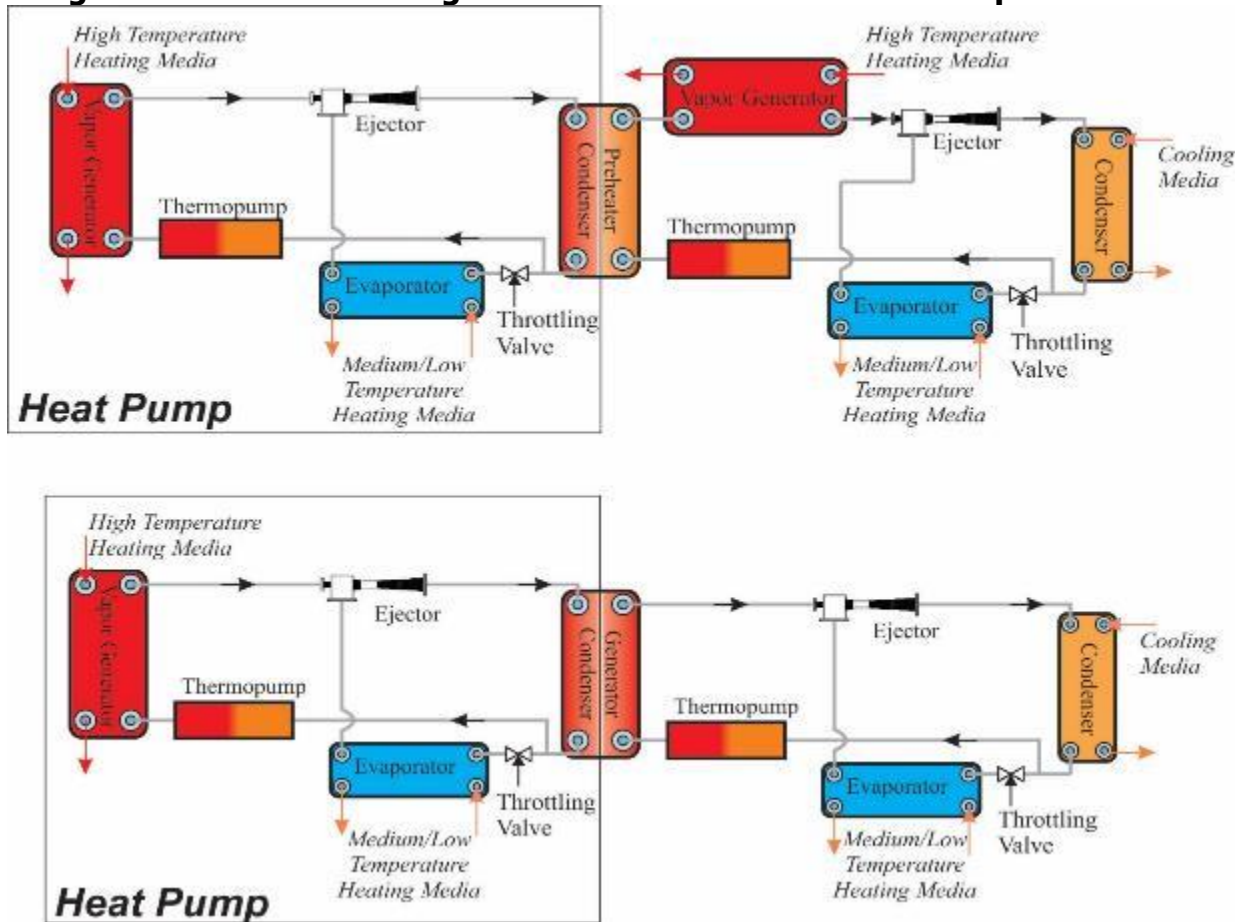 High Temperature
Heating Media
High Temperature
Heating Media
Vapor Generator
Vapor Generator
Ejector
Ejector
Condenser
Preheater
Condenser
Cooling
Media
Thermopump
Thermopump
Evaporator
Evaporator
Throttling
Valve
Throttling
Valve
Medium/Low
Temperature
Heating Media
Medium/Low
Temperature
Heating Media
Heat Pump
High Temperature
Heating Media
Vapor Generator
Ejector
Ejector
Condenser
Generator
Condenser
Cooling
Media
Thermopump
Thermopump
Evaporator
Evaporator
Throttling
Valve
Throttling
Valve
Medium/Low
Temperature
Heating Media
Medium/Low
Temperature
Heating Media
Heat Pump